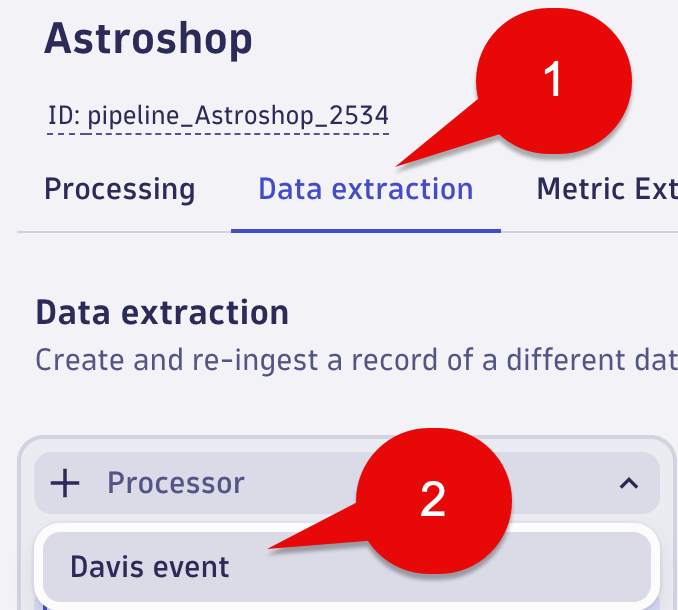 Astroshop
1
ID: pipeline_Astroshop_2534
Processing Data extraction Metric Ext
Data extraction
Create and re-ingest a record of a different dat
Processor
2
Davis event